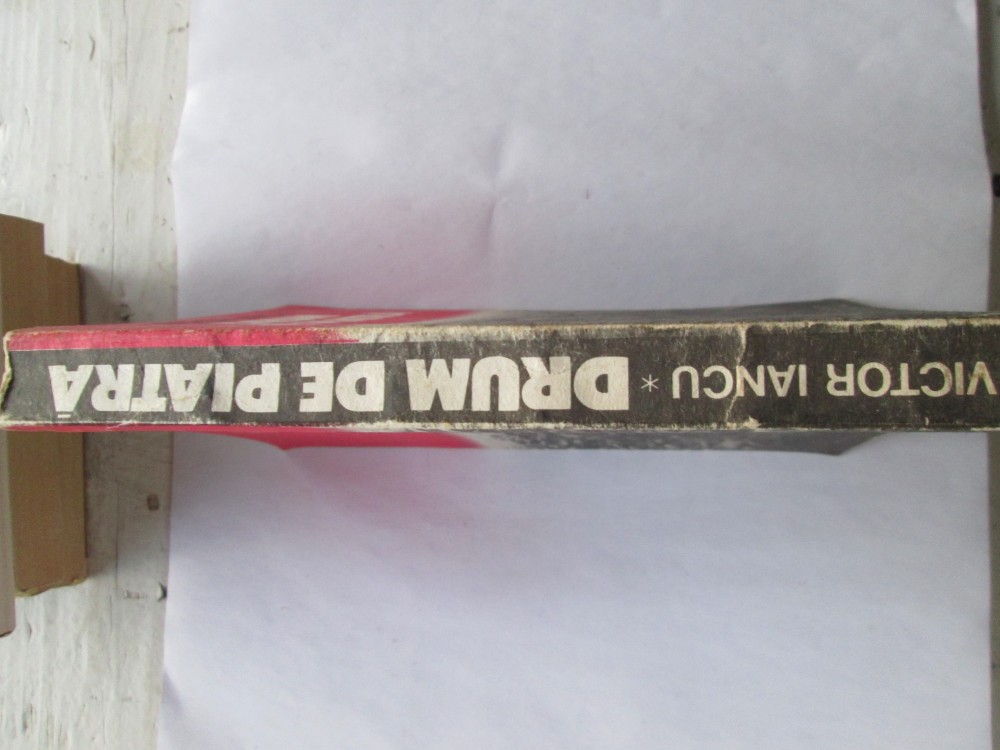 VICTOR IANCU * DRUM DE PIATRĂ